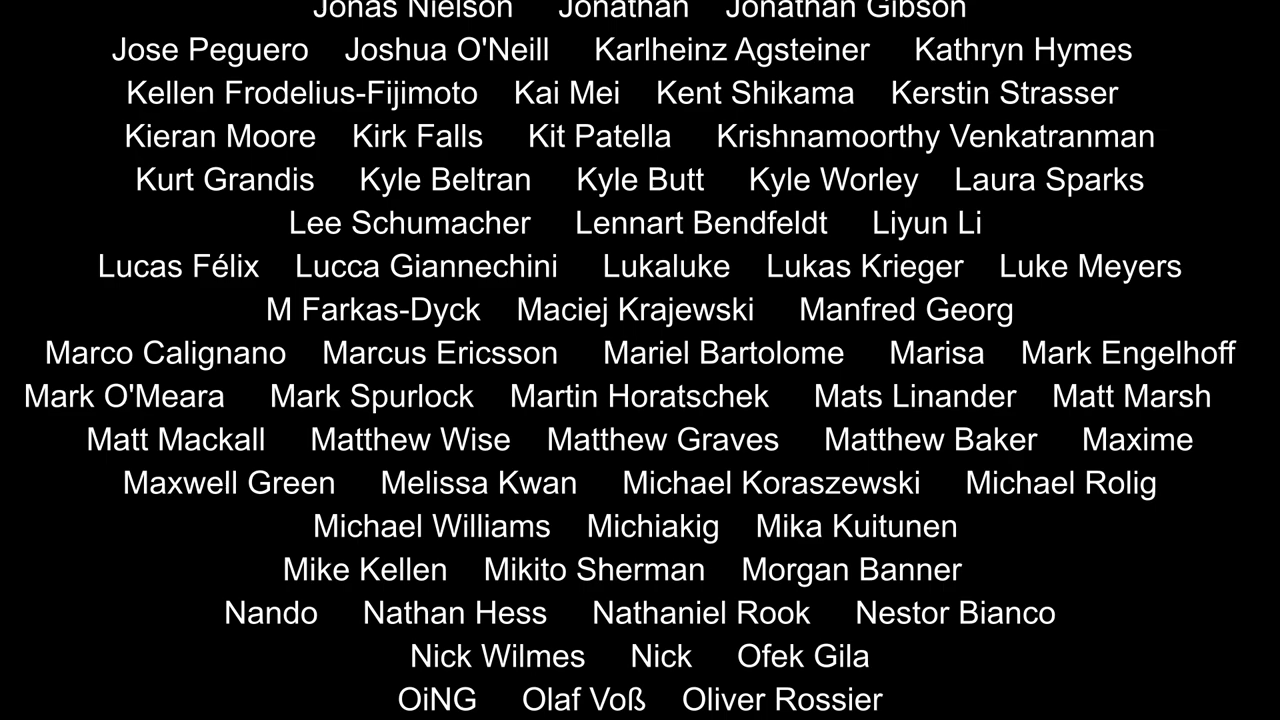 Jonas Nielson Jonathan Jonathan Gibson
Jose Peguero Joshua O'Neill Karlheinz Agsteiner Kathryn Hymes
Kellen Frodelius-Fijimoto Kai Mei Kent Shikama Kerstin Strasser
Kieran Moore Kirk Falls Kit Patella Krishnamoorthy Venkatranman
Kurt Grandis Kyle Beltran Kyle Butt Kyle Worley Laura Sparks
Lee Schumacher Lennart Bendfeldt Liyun Li
Lucas Félix Lucca Giannechini Lukaluke Lukas Krieger Luke Meyers
M Farkas-Dyck Maciej Krajewski Manfred Georg
Marco Calignano Marcus Ericsson Mariel Bartolome Marisa Mark Engelhoff
Mark O'Meara Mark Spurlock Martin Horatschek Mats Linander Matt Marsh
Matt Mackall Matthew Wise Matthew Graves Matthew Baker Maxime
Maxwell Green Melissa Kwan Michael Koraszewski Michael Rolig
Michael Williams Michiakig Mika Kuitunen
Mike Kellen Mikito Sherman Morgan Banner
Nando Nathan Hess Nathaniel Rook Nestor Bianco
Nick Wilmes Nick Ofek Gila
OiNG Olaf Voß Oliver Rossier